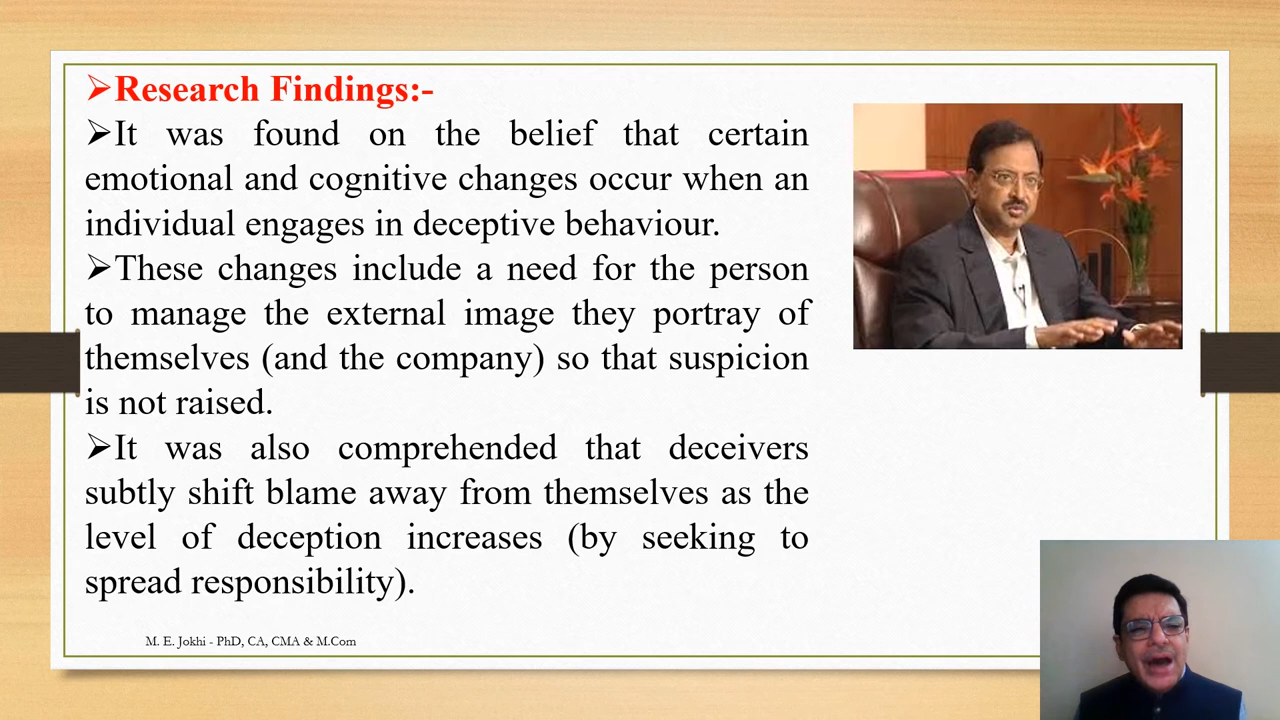 ➢Research Findings:-
➢It was found on the belief that certain
emotional and cognitive changes occur when an
individual engages in deceptive behaviour.
➢These changes include a need for the person
to manage the external image they portray of
themselves (and the company) so that suspicion
is not raised.
➢It was also comprehended that deceivers
subtly shift blame away from themselves as the
level of deception increases (by seeking to
spread responsibility).
M. E. Jokhi - PhD, CA, CMA & M.Com